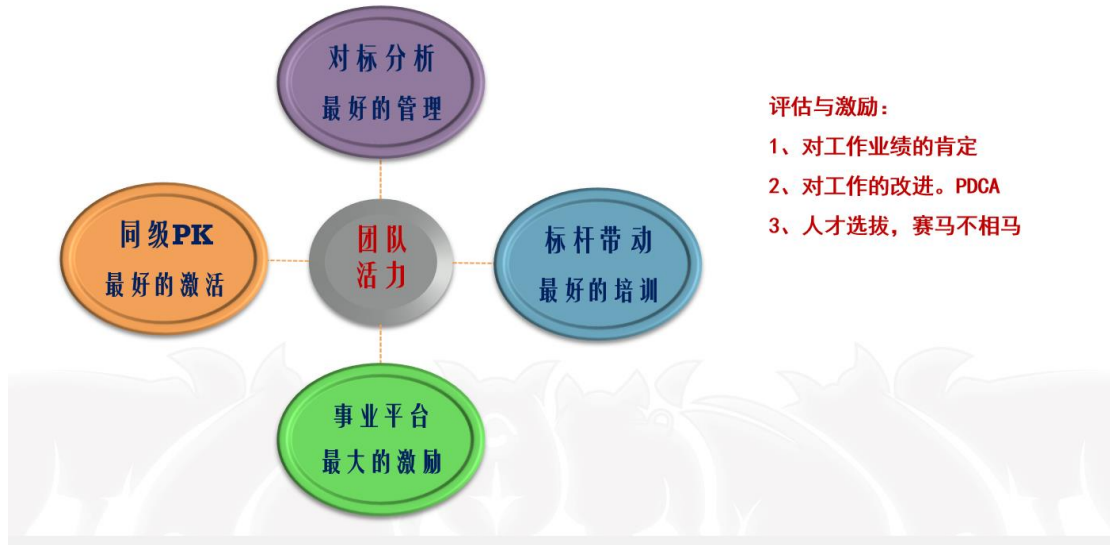 对标分析
最好的管理
同级PK
最好的激活
团队
活力
标杆带动
最好的培训
事业平台
最大的激励
评估与激励：
1、对工作业绩的肯定
2、对工作的改进。PDCA
3、人才选拔，赛马不相马